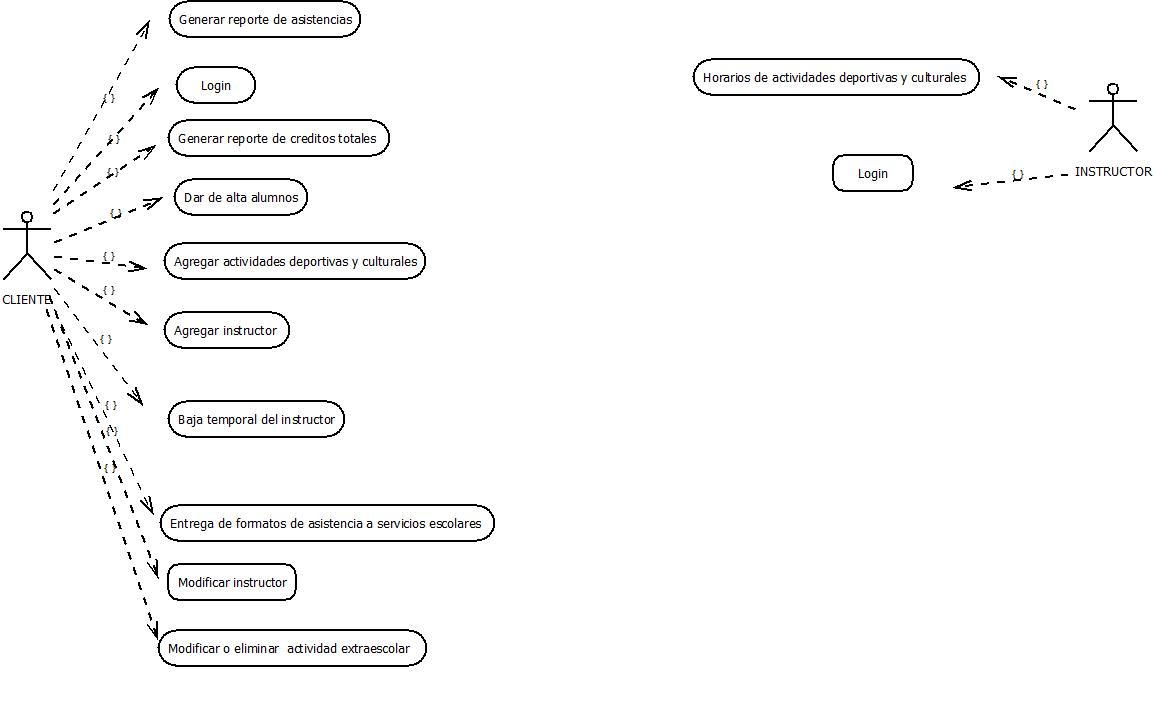 Generar reporte de asistencias
Login
Generar reporte de creditos totales
Dar de alta alumnos
Agregar actividades deportivas y culturales
Agregar instructor
Baja temporal del instructor
Entrega de formatos de asistencia a servicios escolares
Modificar instructor
Modificar o eliminar actividad extraescolar
CLIENTE
{ }
{ }
{ }
{ }
{ }
{ }
{ }
{ }
{ }
{ }
Horarios de actividades deportivas y culturales
{ }
Login
{ }
INSTRUCTOR